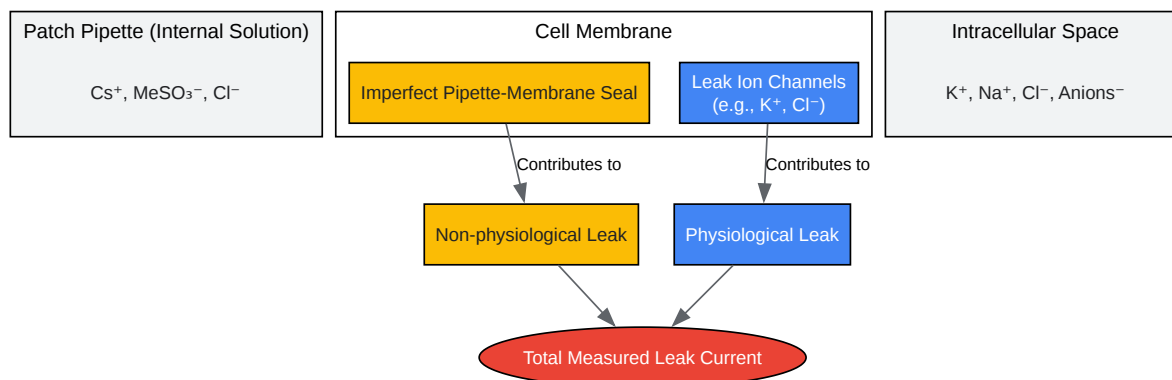 Patch Pipette (Internal Solution)
Cs⁺, MeSO₃⁻, Cl⁻
Cell Membrane
Imperfect Pipette-Membrane Seal
Leak Ion Channels
(e.g., K⁺, Cl⁻)
Intracellular Space
K⁺, Na⁺, Cl⁻, Anions⁻
Contributes to
Contributes to
Non-physiological Leak
Physiological Leak
Total Measured Leak Current